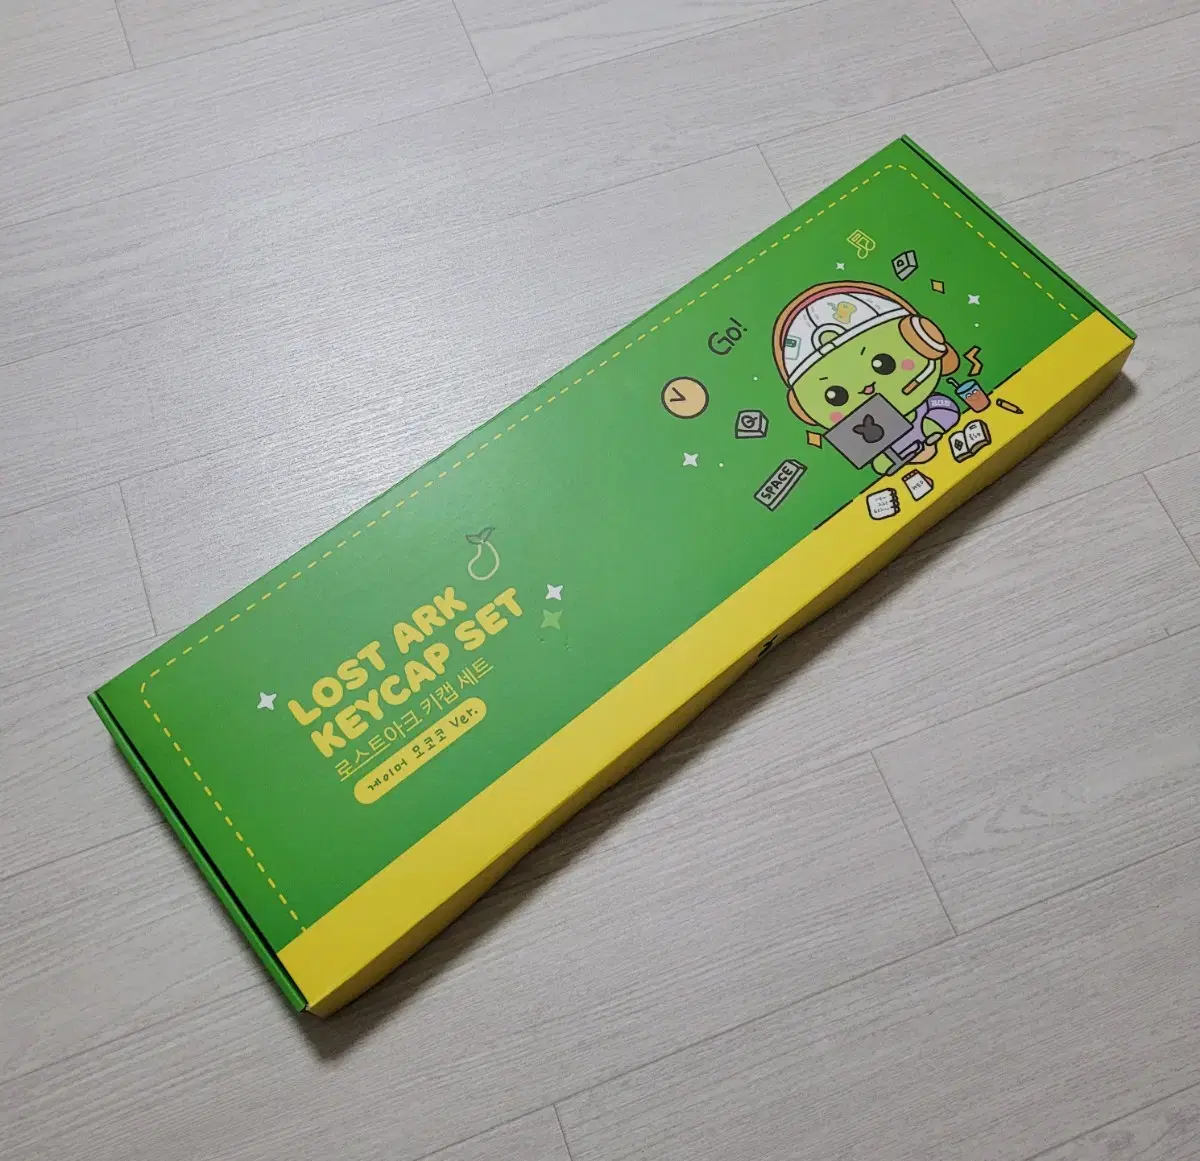 LOST ARK
KEYCAP SET
로스트아크 키캡 세트
게이머 모코코 Ver.
Go!
V
Q
SPACE
D